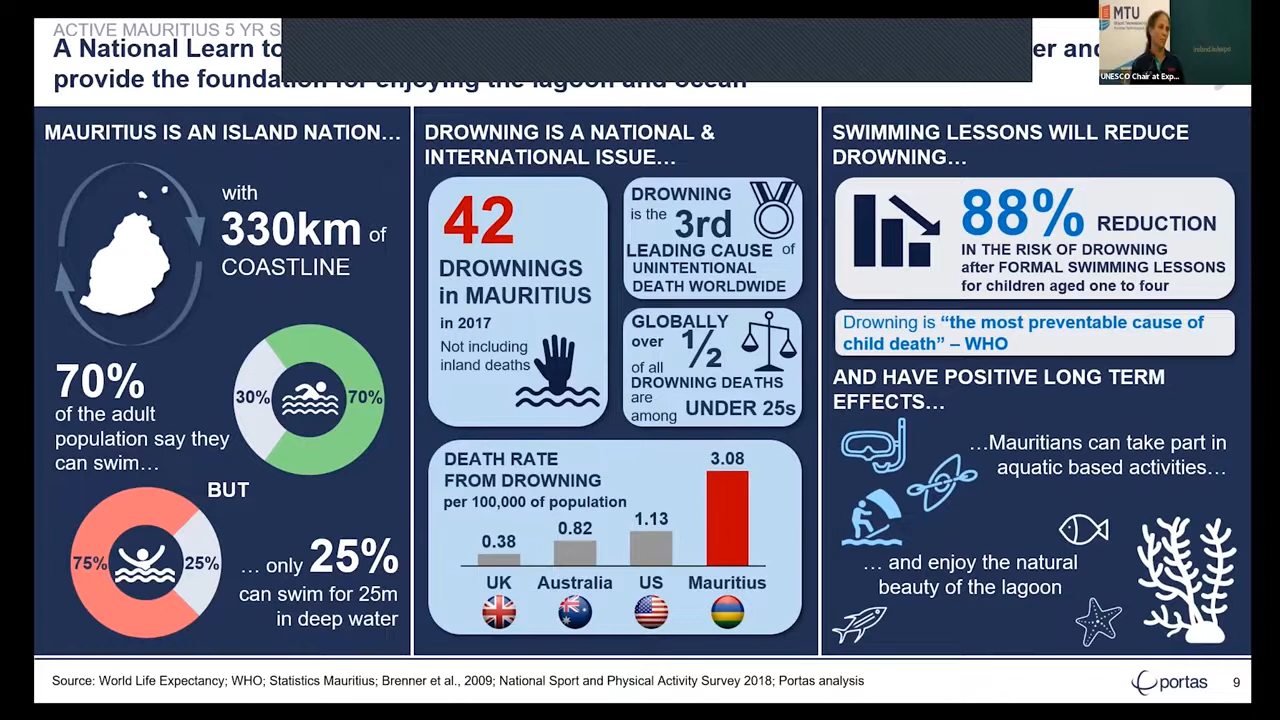 ACTIVE MAURITIUS 5 YR S
A National Learn to er and
provide the foundation for enjoying the lagoon and ocean
MTU
UNESCO Chair at Exp...
MAURITIUS IS AN ISLAND NATION…
with
330km of
COASTLINE
70%
of the adult
population say they
can swim…
30%
70%
BUT
75%
25%
… only 25%
can swim for 25m
in deep water
DROWNING IS A NATIONAL &
INTERNATIONAL ISSUE…
42
DROWNINGS
in MAURITIUS
in 2017
Not including
inland deaths
DROWNING
is the 3rd
LEADING CAUSE of
UNINTENTIONAL
DEATH WORLDWIDE
GLOBALLY
over ½
of all
DROWNING DEATHS
are
among UNDER 25s
DEATH RATE
FROM DROWNING
per 100,000 of population
0.38
0.82
1.13
3.08
UK Australia US Mauritius
SWIMMING LESSONS WILL REDUCE
DROWNING…
88% REDUCTION
IN THE RISK OF DROWNING
after FORMAL SWIMMING LESSONS
for children aged one to four
Drowning is “the most preventable cause of
child death” – WHO
AND HAVE POSITIVE LONG TERM
EFFECTS…
…Mauritians can take part in
aquatic based activities…
… and enjoy the natural
beauty of the lagoon
Source: World Life Expectancy; WHO; Statistics Mauritius; Brenner et al., 2009; National Sport and Physical Activity Survey 2018; Portas analysis
portas 9